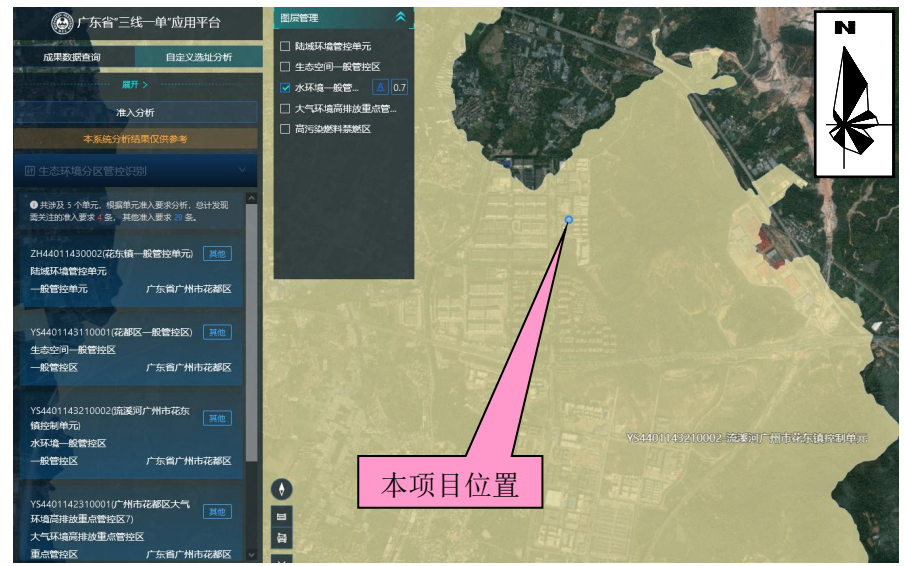 广东省“三线一单”应用平台
成果数据查询
自定义选址分析
展开 >
准入分析
本系统分析结果仅供参考
生态环境分区管控识别
共涉及 5 个单元，根据单元准入要求分析，总计发现
需关注的准入要求 4 条，其他准入要求 29 条。
ZH44011430002(花东镇一般管控单元)
其他
陆域环境管控单元
一般管控单元
广东省广州市花都区
YS4401143110001(花都区一般管控区)
其他
生态空间一般管控区
一般管控区
广东省广州市花都区
YS4401143210002(流溪河广州市花东
镇控制单元)
其他
水环境一般管控区
一般管控区
广东省广州市花都区
YS4401142310001(广州市花都区大气
环境高排放重点管控区7)
其他
大气环境高排放重点管控区
重点管控区
广东省广州市花都区
图层管理
陆域环境管控单元
生态空间一般管控区
水环境一般管...
0.7
大气环境高排放重点管...
高污染燃料禁燃区
N
YS4401143210002-流溪河广州市花东镇控制单元
本项目位置